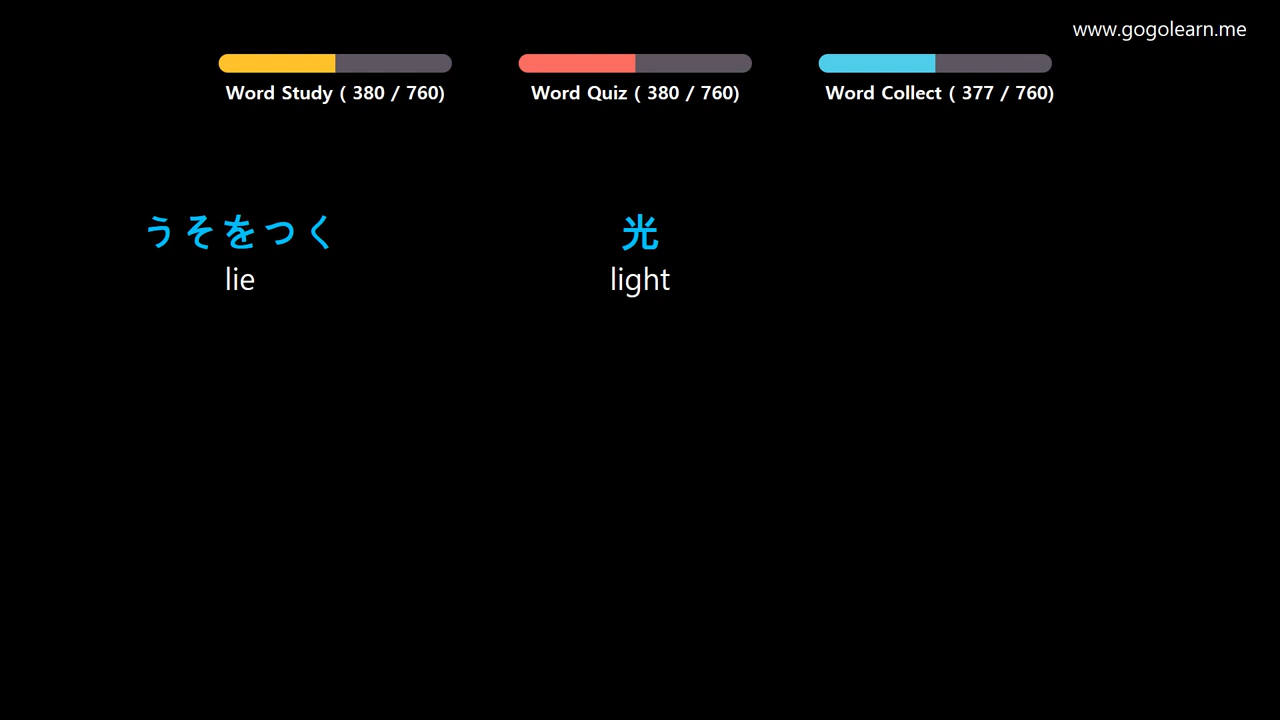 www.gogolearn.me
Word Study ( 380 / 760)
Word Quiz ( 380 / 760)
Word Collect ( 377 / 760)
うそをつく
lie
光
light